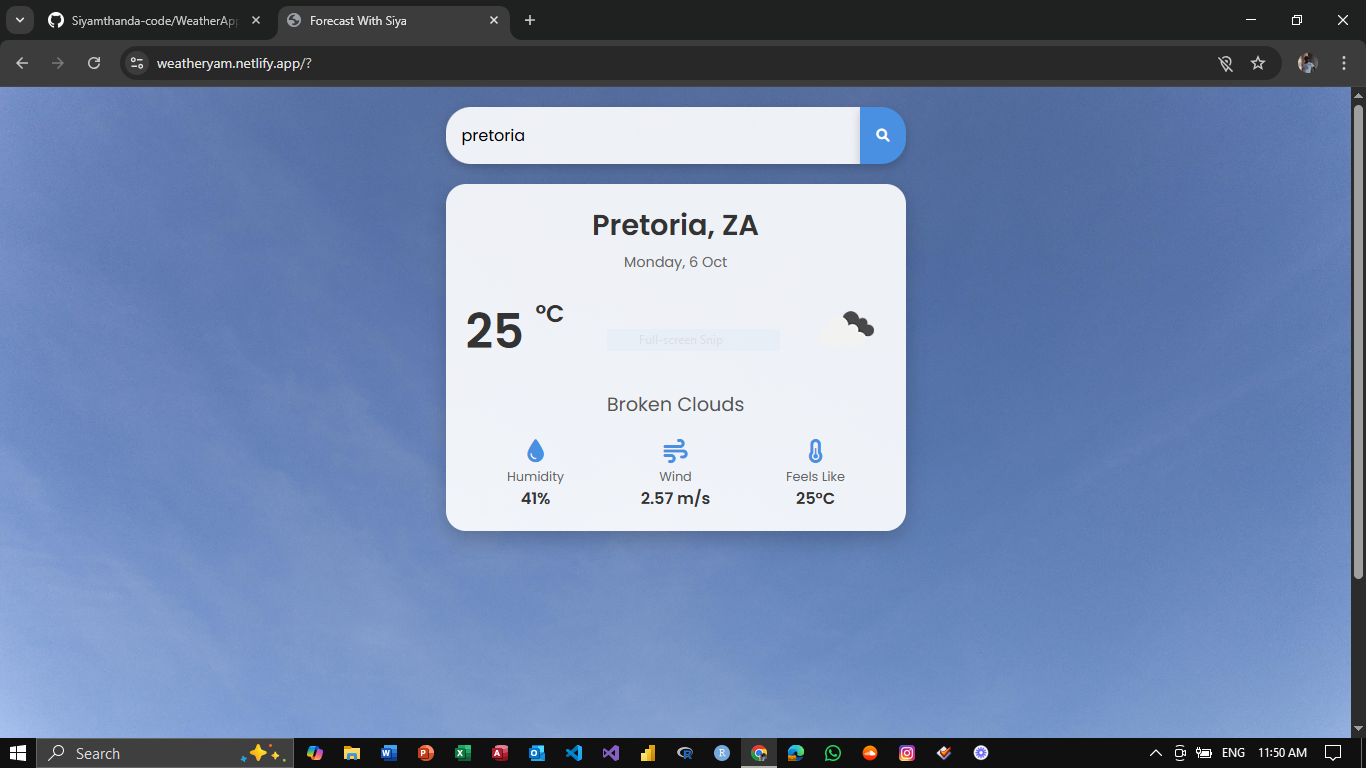 Siyamthanda-code/WeatherApp
Forecast With Siya
weatheryam.netlify.app/?
pretoria
Pretoria, ZA
Monday, 6 Oct
25 °C
Full-screen Snip
Broken Clouds
Humidity Wind Feels Like
41% 2.57 m/s 25°C
Search
ENG 11:50 AM